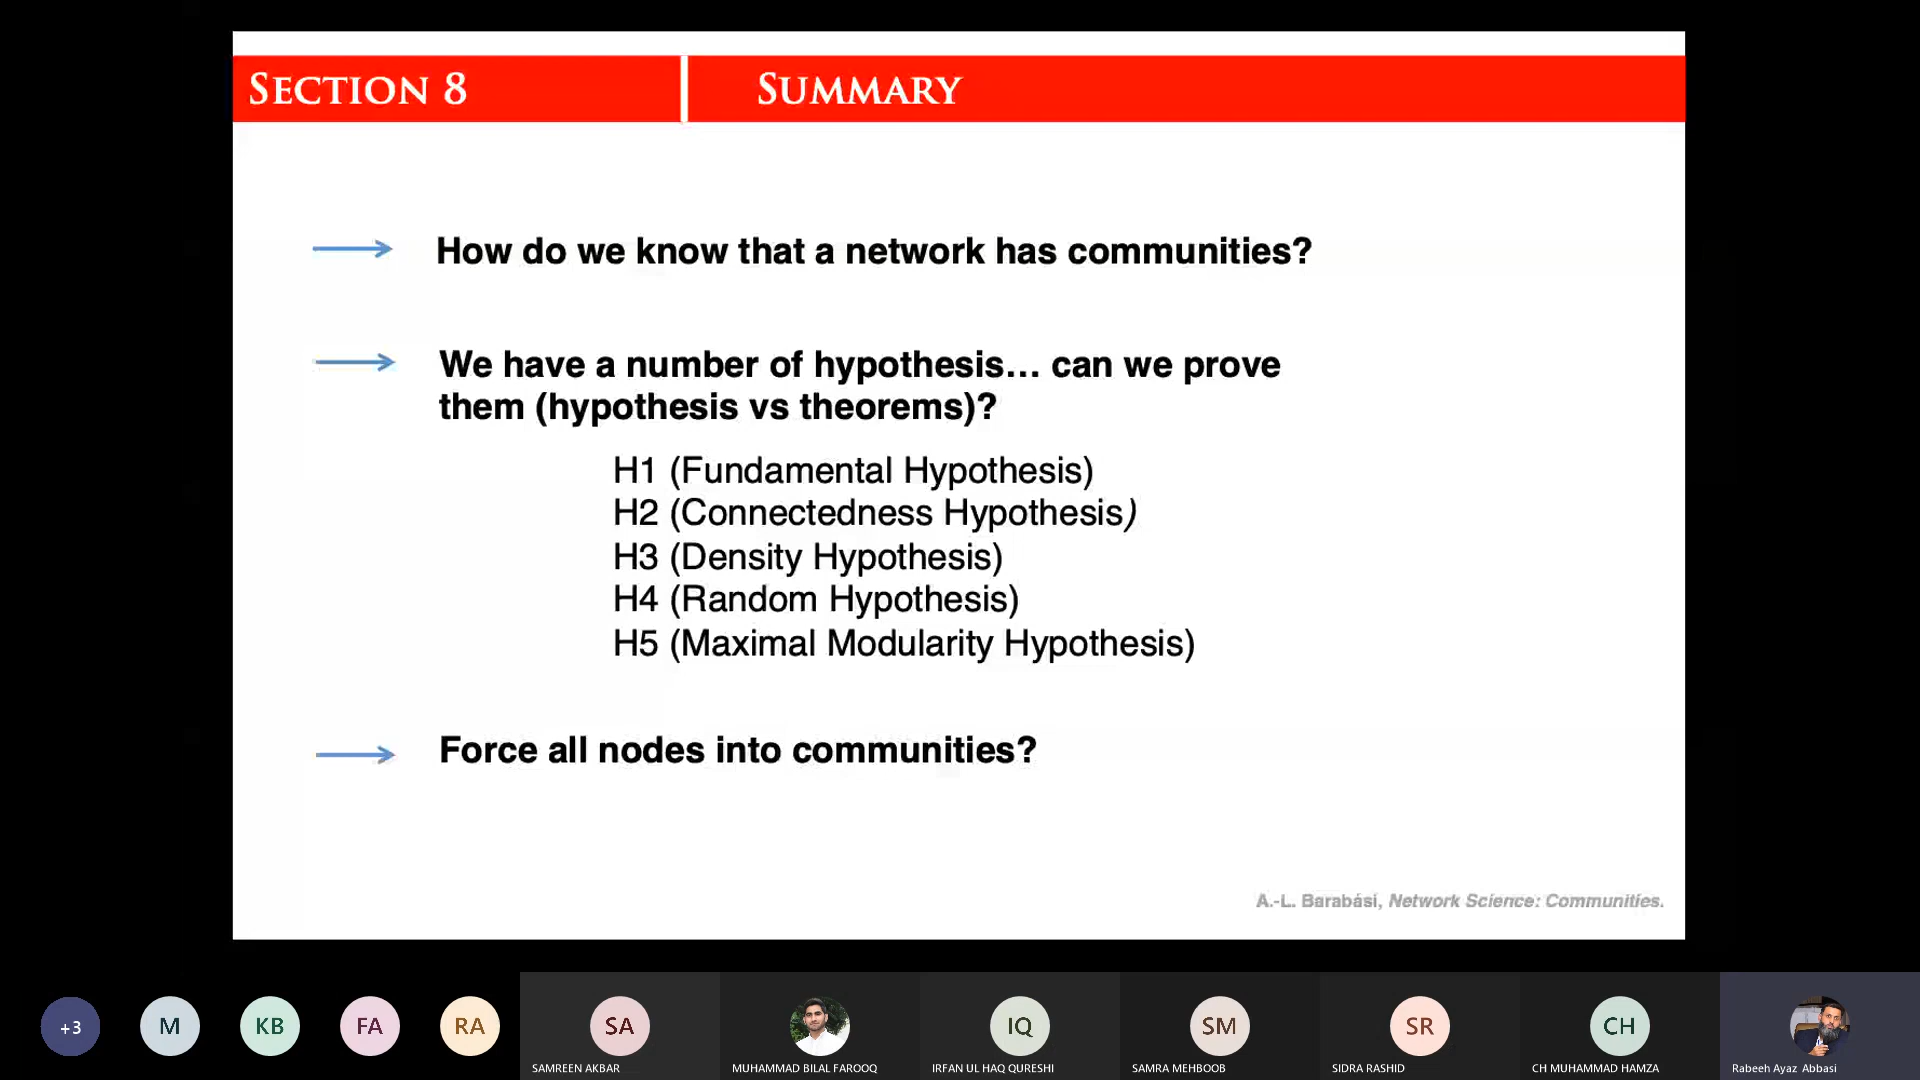 SECTION 8
SUMMARY
How do we know that a network has communities?
We have a number of hypothesis… can we prove
them (hypothesis vs theorems)?
H1 (Fundamental Hypothesis)
H2 (Connectedness Hypothesis)
H3 (Density Hypothesis)
H4 (Random Hypothesis)
H5 (Maximal Modularity Hypothesis)
Force all nodes into communities?
A.-L. Barabási, Network Science: Communities.
+3
M
KB
FA
RA
SA
IQ
SM
SR
CH
SAMREEN AKBAR
MUHAMMAD BILAL FAROOQ
IRFAN UL HAQ QURESHI
SAMRA MEHBOOB
SIDRA RASHID
CH MUHAMMAD HAMZA
Rabeeh Ayaz Abbasi